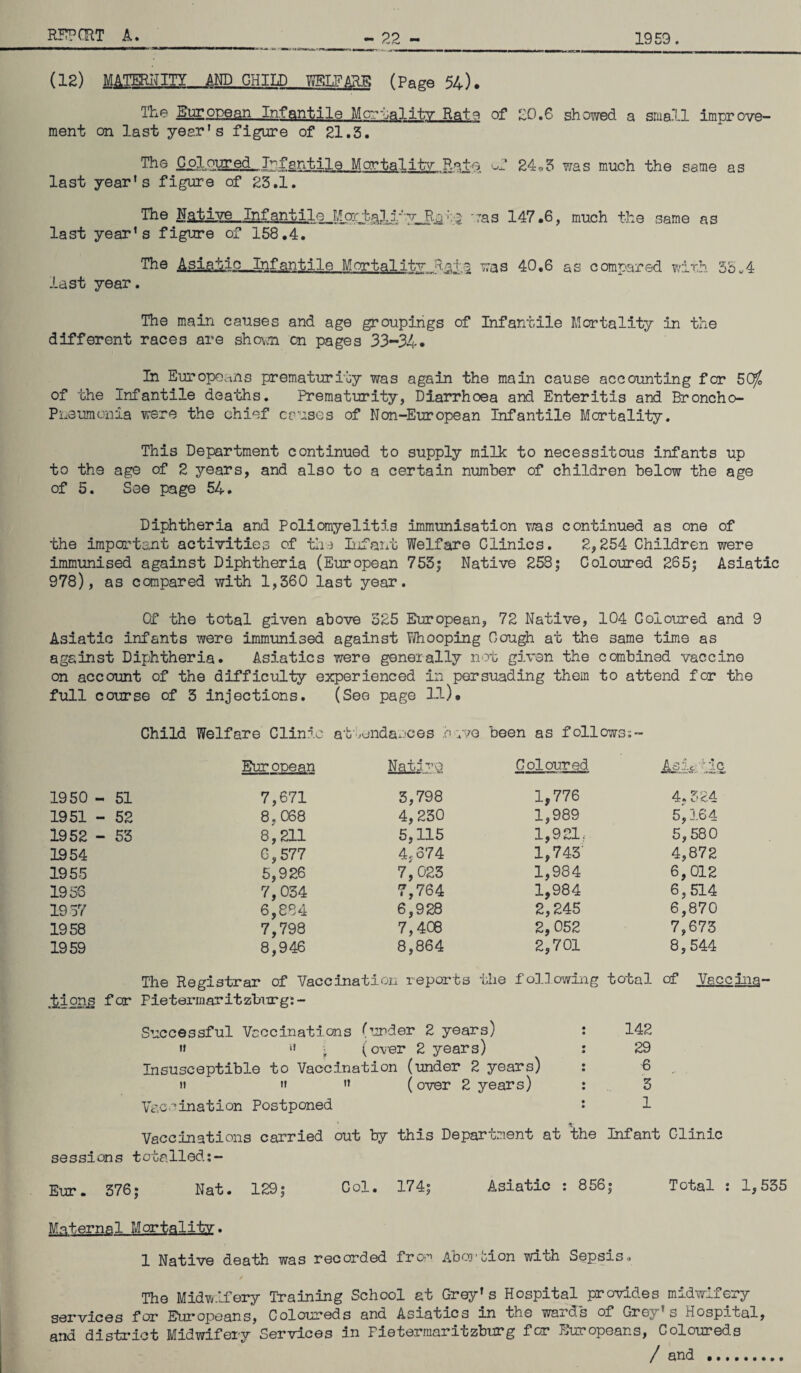 REPORT A. - 22 - 1959.
(12) MATERNITY AND CHILD WELFARE (Page 54).
The European Infantile Mortality Rate of 20.6 showed a small improve-
ment on last year's figure of 21.3.
The Coloured Infantile Mortality Rate of 24.3 was much the same as
last year's figure of 23.1.
The Native Infantile Mortality Rate was 147.6, much the same as
last year's figure of 158.4.
The Asiatic Infantile Mortality Rate was 40.6 as compared with 33.4
last year.
The main causes and age groupings of Infantile Mortality in the
different races are shown on pages 33-34.
In Europeans prematurity was again the main cause accounting for 50%
of the Infantile deaths. Prematurity, Diarrhoea and Enteritis and Broncho-
Pneumonia were the chief causes of Non-European Infantile Mortality.
This Department continued to supply milk to necessitous infants up
to the age of 2 years, and also to a certain number of children below the age
of 5. See page 54.
Diphtheria and Poliomyelitis immunisation was continued as one of
the important activities of the Infant Welfare Clinics. 2,254 Children were
immunised against Diphtheria (European 753; Native 258; Coloured 265; Asiatic
978), as compared with 1,360 last year.
Of the total given above 325 European, 72 Native, 104 Coloured and 9
Asiatic infants were immunised against Whooping Cough at the same time as
against Diphtheria. Asiatics were generally not given the combined vaccine
on account of the difficulty experienced in persuading them to attend for the
full course of 3 injections. (See page 11).
Child Welfare Clinic attendances have been as follows:-
European Native Coloured Asiatic
1950 - 51 7,671 3,798 1,776 4,324
1951 - 52 8,068 4,230 1,989 5,164
1952 - 53 8,211 5,115 1,921 5,580
1954 6,577 4,674 1,743 4,872
1955 5,926 7,023 1,984 6,012
1956 7,034 7,764 1,984 6,514
1957 6,884 6,928 2,245 6,870
1958 7,798 7,408 2,052 7,673
1959 8,946 8,864 2,701 8,544
The Registrar of Vaccination reports the following total of Vaccina-
tions for Pietermaritzburg:-
Successful Vaccinations (under 2 years) : 142
" " (over 2 years) : 29
Insusceptible to Vaccination (under 2 years) : 6
" " " (over 2 years) : 3
Vaccination Postponed : 1
Vaccinations carried out by this Department at the Infant Clinic
sessions totalled:-
Eur. 376; Nat. 129; Col. 174; Asiatic : 856; Total : 1,535
Maternal Mortality.
1 Native death was recorded from Abortion with Sepsis.
The Midwifery Training School at Grey's Hospital provides midwifery
services for Europeans, Coloureds and Asiatics in the wards of Grey's Hospital,
and district Midwifery Services in Pietermaritzburg for Europeans, Coloureds
/ and .........